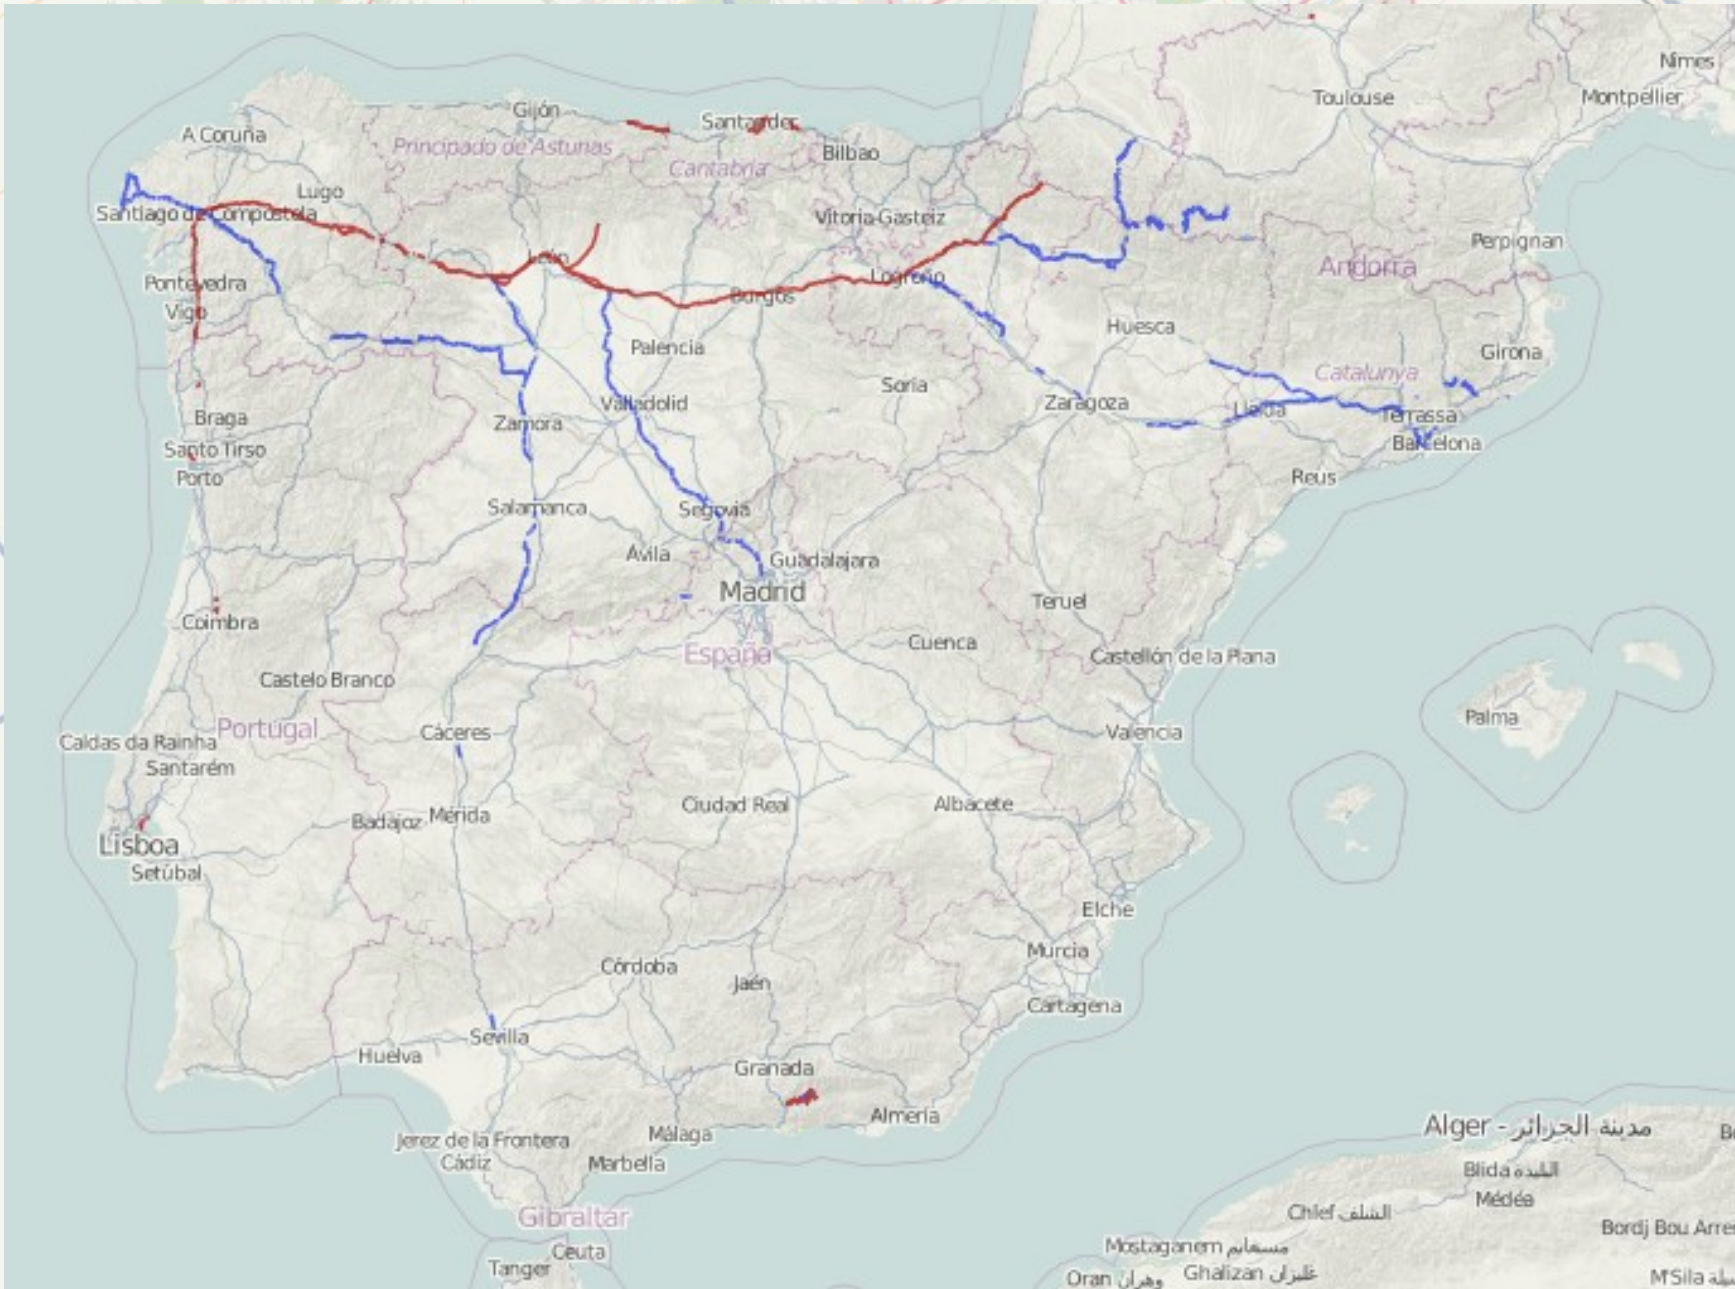 Nîmes
Toulouse
Montpellier
Gijón
Santander
A Coruña
Principado de Asturias
Bilbao
Cantabria
Lugo
Santiago de Compostela
Vitoria-Gasteiz
Perpignan
León
Andorra
Pontevedra
Logroño
Burgos
Vigo
Huesca
Palencia
Girona
Catalunya
Soria
Valladolid
Zaragoza
Lleida
Braga
Zamora
Terrassa
Barcelona
Santo Tirso
Porto
Reus
Salamanca
Segovia
Ávila
Guadalajara
Madrid
Teruel
Coimbra
Cuenca
España
Castellón de la Plana
Castelo Branco
Palma
Portugal
Cáceres
Valencia
Caldas da Rainha
Santarém
Ciudad Real
Albacete
Badajoz
Mérida
Lisboa
Setúbal
Elche
Murcia
Córdoba
Jaén
Cartagena
Sevilla
Huelva
Granada
Almería
Alger - مدينة الجزائر
Málaga
Jerez de la Frontera
Cádiz
Marbella
Blida البليدة
Médéa
Chlef الشلف
Gibraltar
Bordj Bou Arre
Ceuta
Mostaganem مستغانم
Tanger
Oran وهران
Ghalizan غليزان